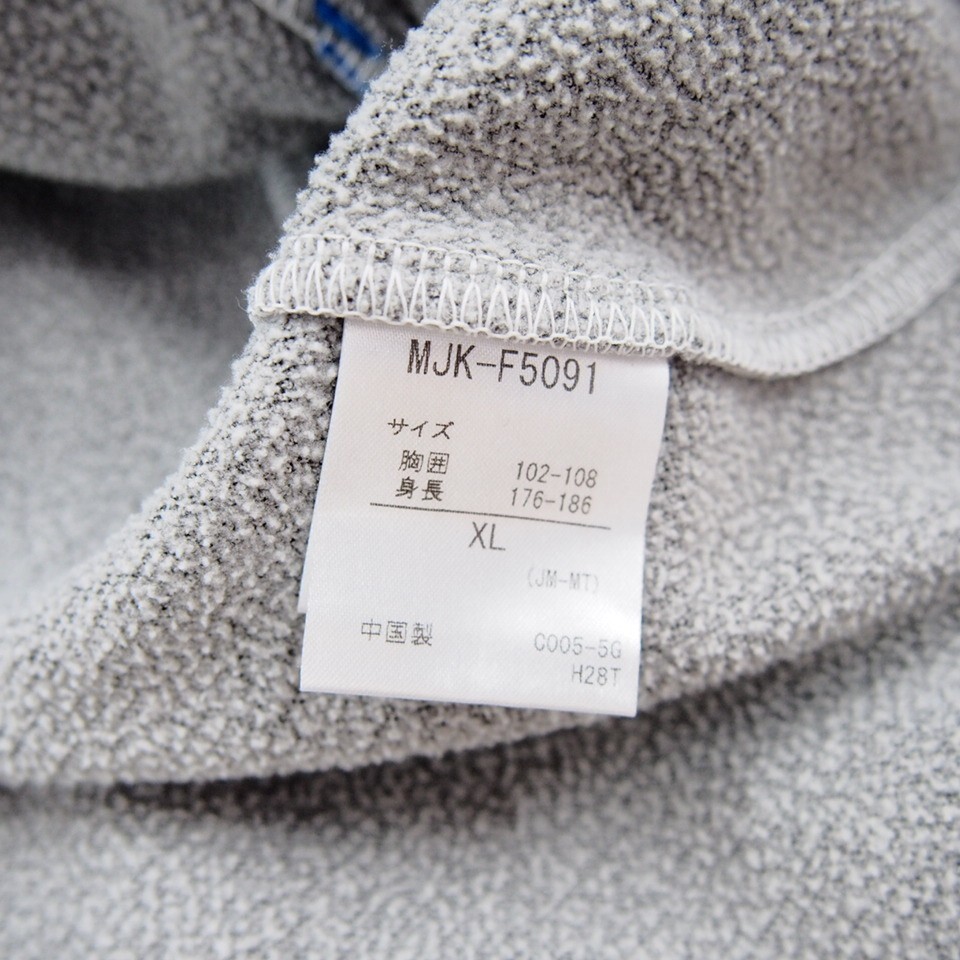 MJK-F5091
サイズ
胸囲 102-108
身長 176-186
XL
(JM-MT)
中国製 C005-5G
H28T